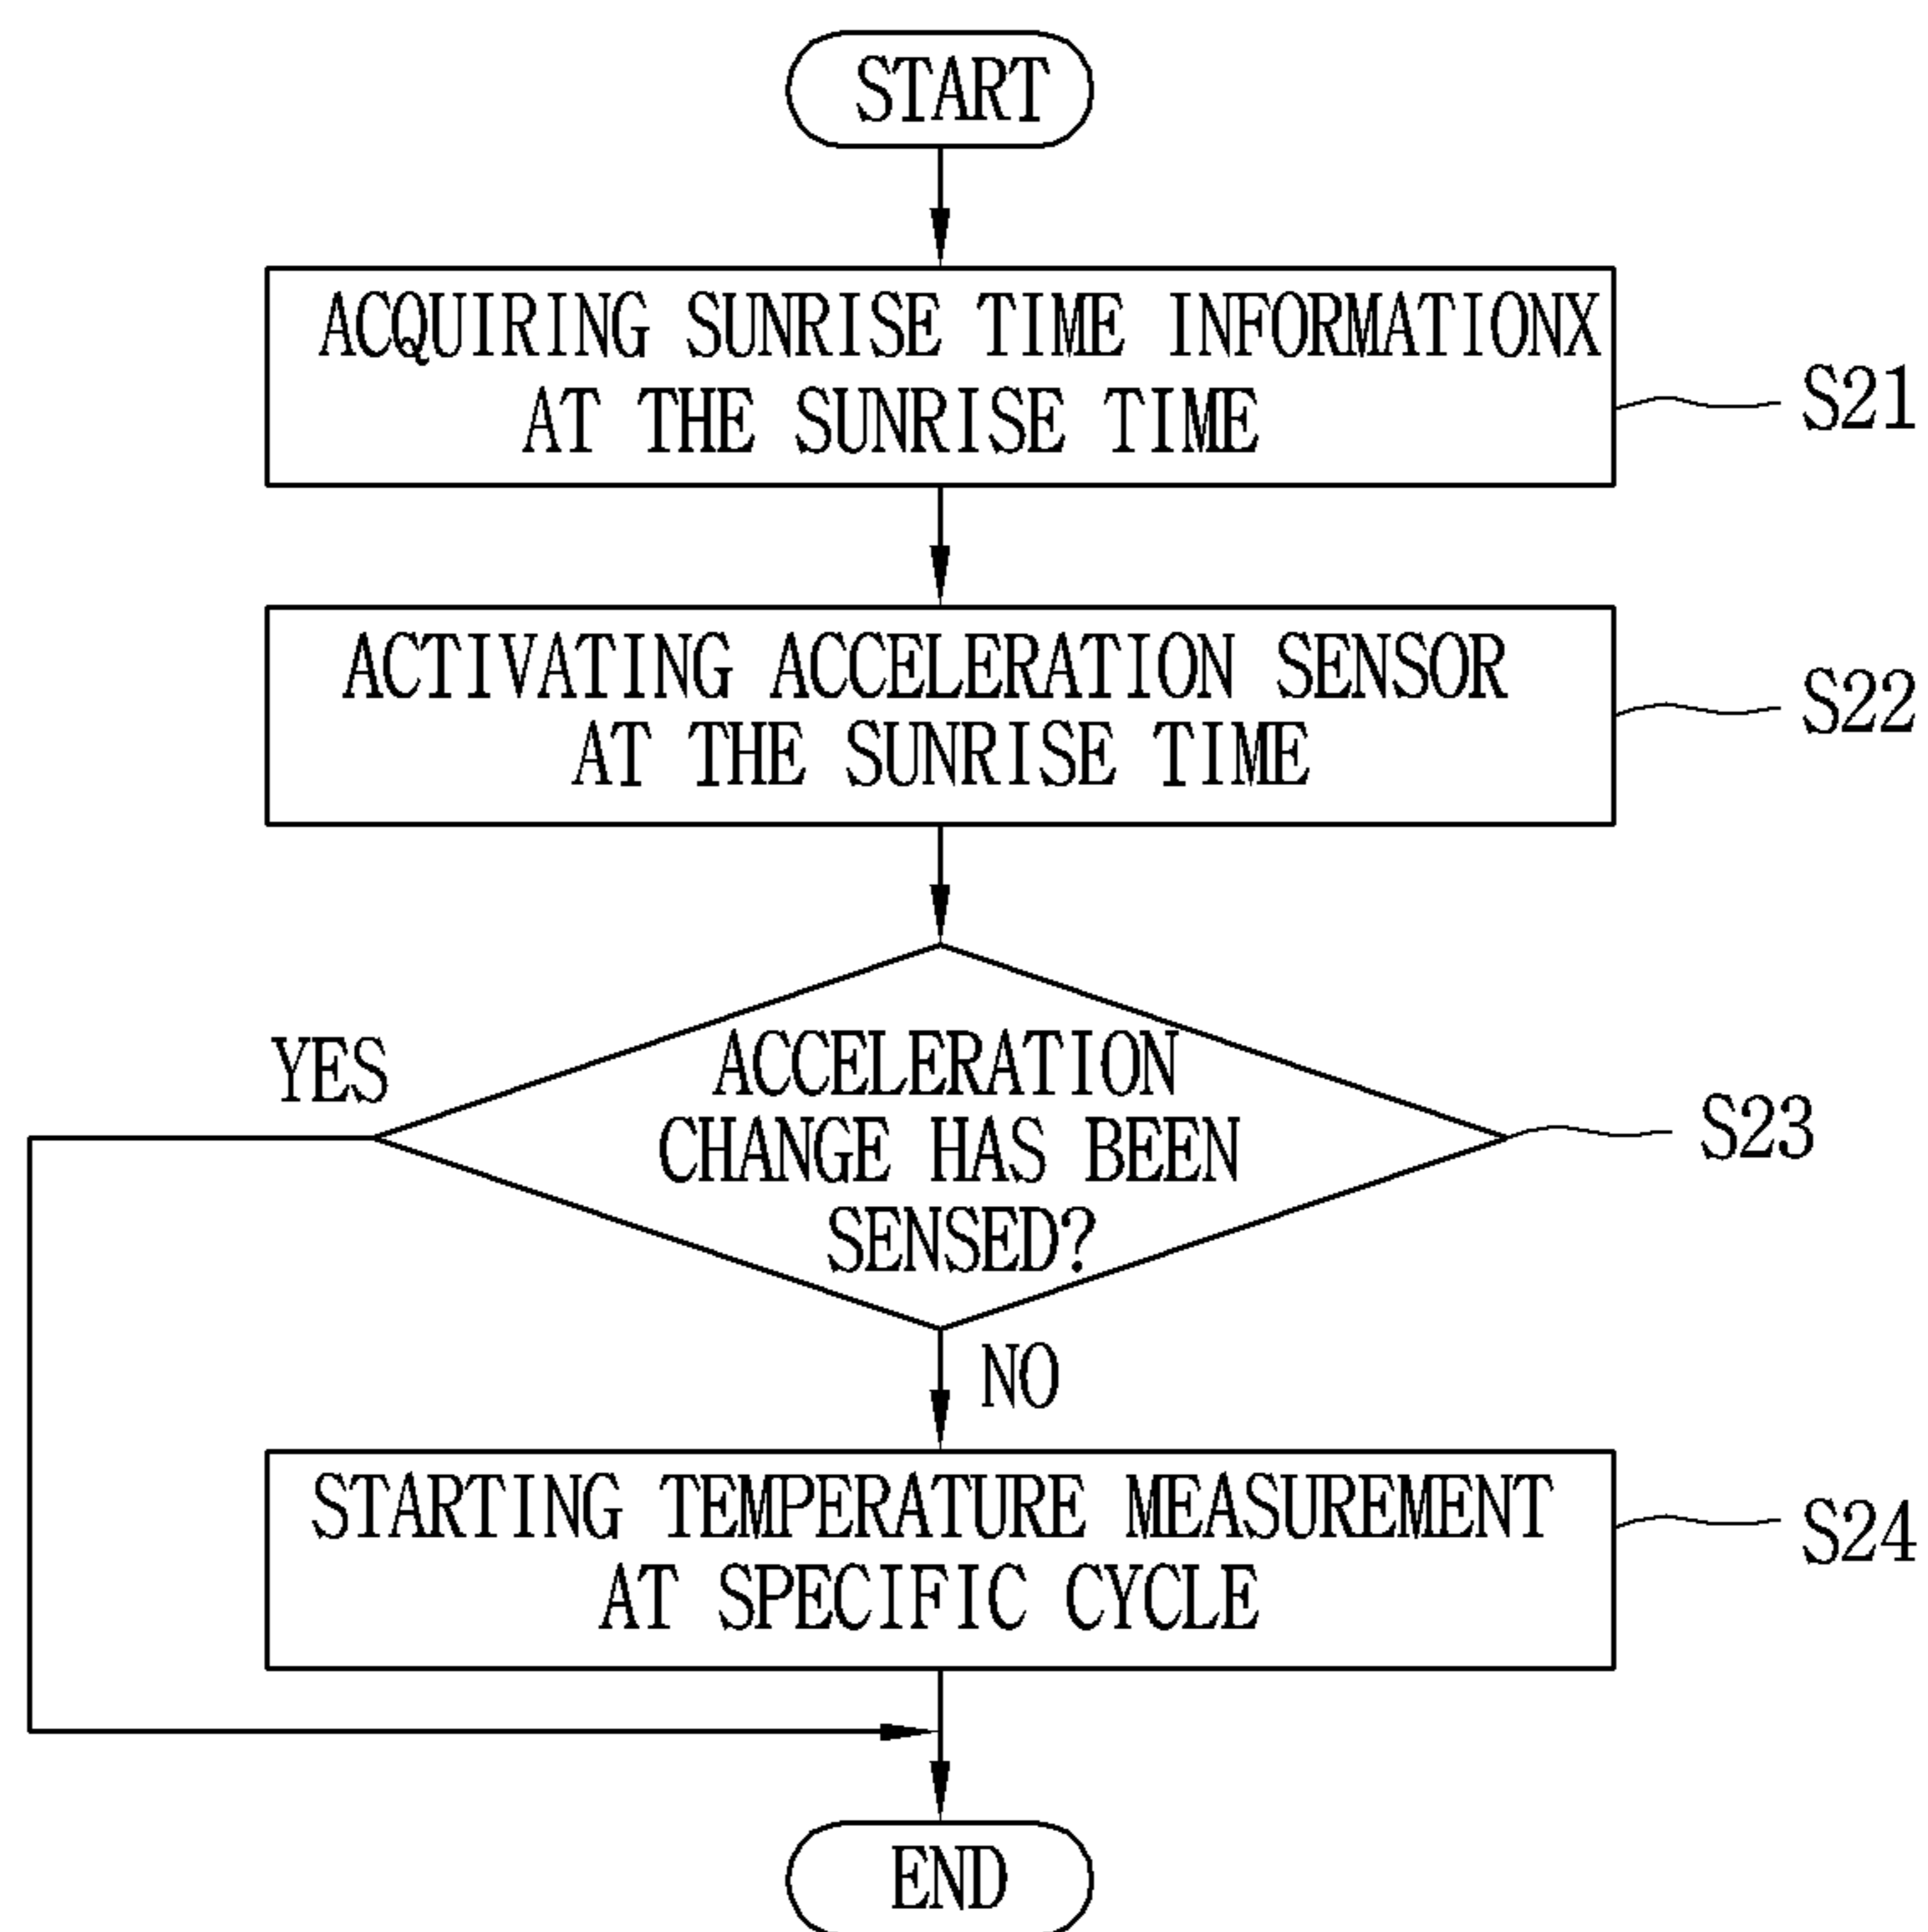 START
ACQUIRING SUNRISE TIME INFORMATIONX
AT THE SUNRISE TIME
S21
ACTIVATING ACCELERATION SENSOR
AT THE SUNRISE TIME
S22
YES
ACCELERATION
CHANGE HAS BEEN
SENSED?
S23
NO
STARTING TEMPERATURE MEASUREMENT
AT SPECIFIC CYCLE
S24
END